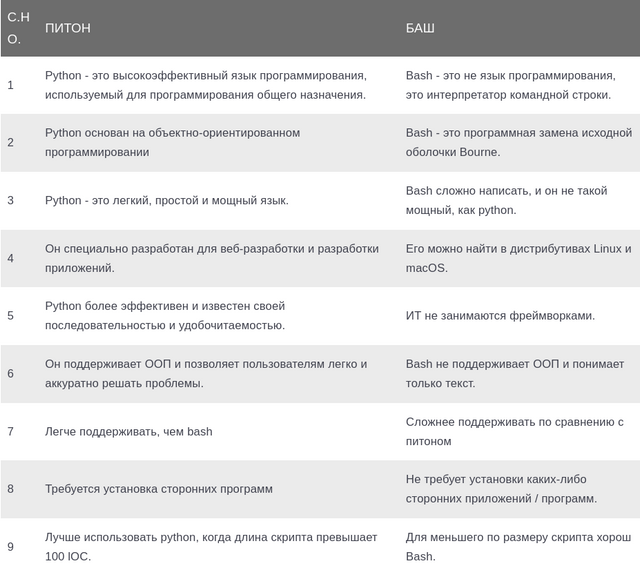 С.Н
О.
ПИТОН
БАШ
1
Python - это высокоэффективный язык программирования,
используемый для программирования общего назначения.
Bash - это не язык программирования,
это интерпретатор командной строки.
2
Python основан на объектно-ориентированном
программировании
Bash - это программная замена исходной
оболочки Bourne.
3
Python - это легкий, простой и мощный язык.
Bash сложно написать, и он не такой
мощный, как python.
4
Он специально разработан для веб-разработки и разработки
приложений.
Его можно найти в дистрибутивах Linux и
macOS.
5
Python более эффективен и известен своей
последовательностью и удобочитаемостью.
ИТ не занимаются фреймворками.
6
Он поддерживает ООП и позволяет пользователям легко и
аккуратно решать проблемы.
Bash не поддерживает ООП и понимает
только текст.
7
Легче поддерживать, чем bash
Сложнее поддерживать по сравнению с
питоном
8
Требуется установка сторонних программ
Не требует установки каких-либо
сторонних приложений / программ.
9
Лучше использовать python, когда длина скрипта превышает
100 lOC.
Для меньшего по размеру скрипта хорош
Bash.